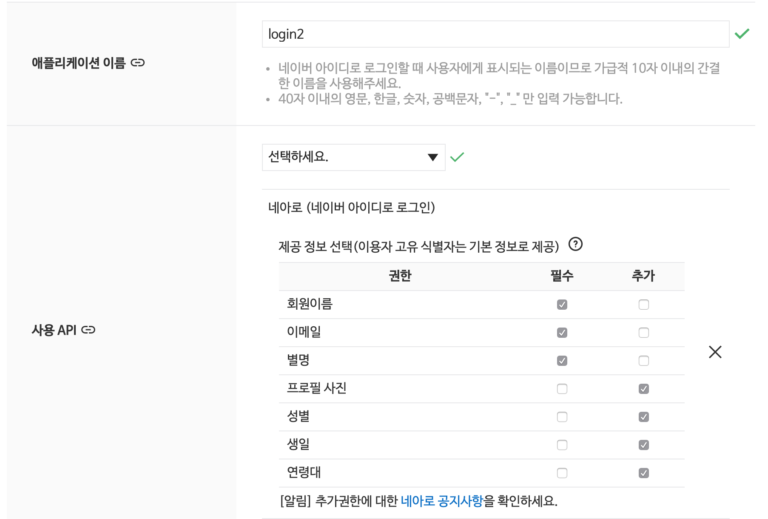 애플리케이션 이름
login2
네이버 아이디로 로그인할 때 사용자에게 표시되는 이름이므로 가급적 10자 이내의 간결
한 이름을 사용해주세요.
40자 이내의 영문, 한글, 숫자, 공백문자, "-", "_" 만 입력 가능합니다.
사용 API
선택하세요.
네아로 (네이버 아이디로 로그인)
제공 정보 선택(이용자 고유 식별자는 기본 정보로 제공) ?
권한 필수 추가
회원이름
이메일
별명
프로필 사진
성별
생일
연령대
[알림] 추가권한에 대한 네아로 공지사항을 확인하세요.